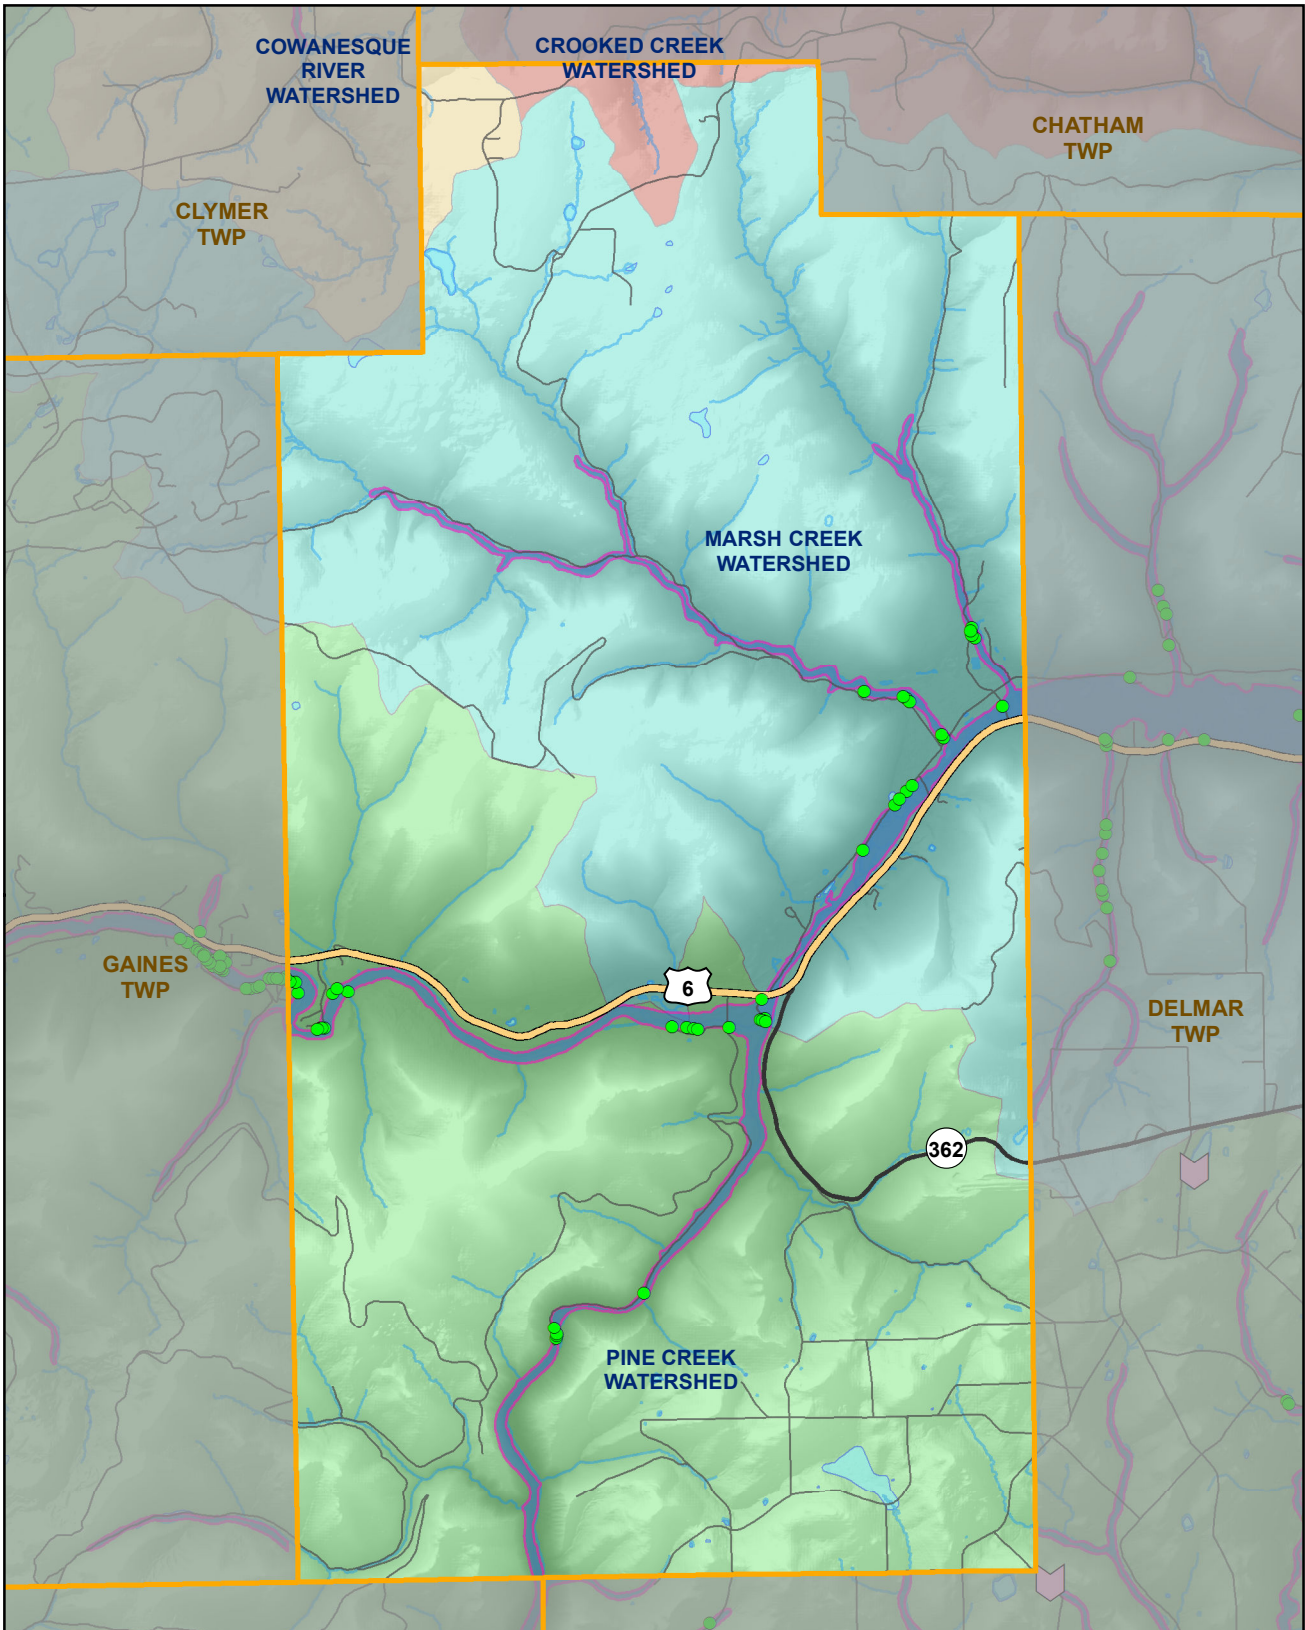 COWANESQUE
RIVER
WATERSHED
CROOKED CREEK
WATERSHED
CHATHAM
TWP
CLYMER
TWP
MARSH CREEK
WATERSHED
GAINES
TWP
6
DELMAR
TWP
362
PINE CREEK
WATERSHED